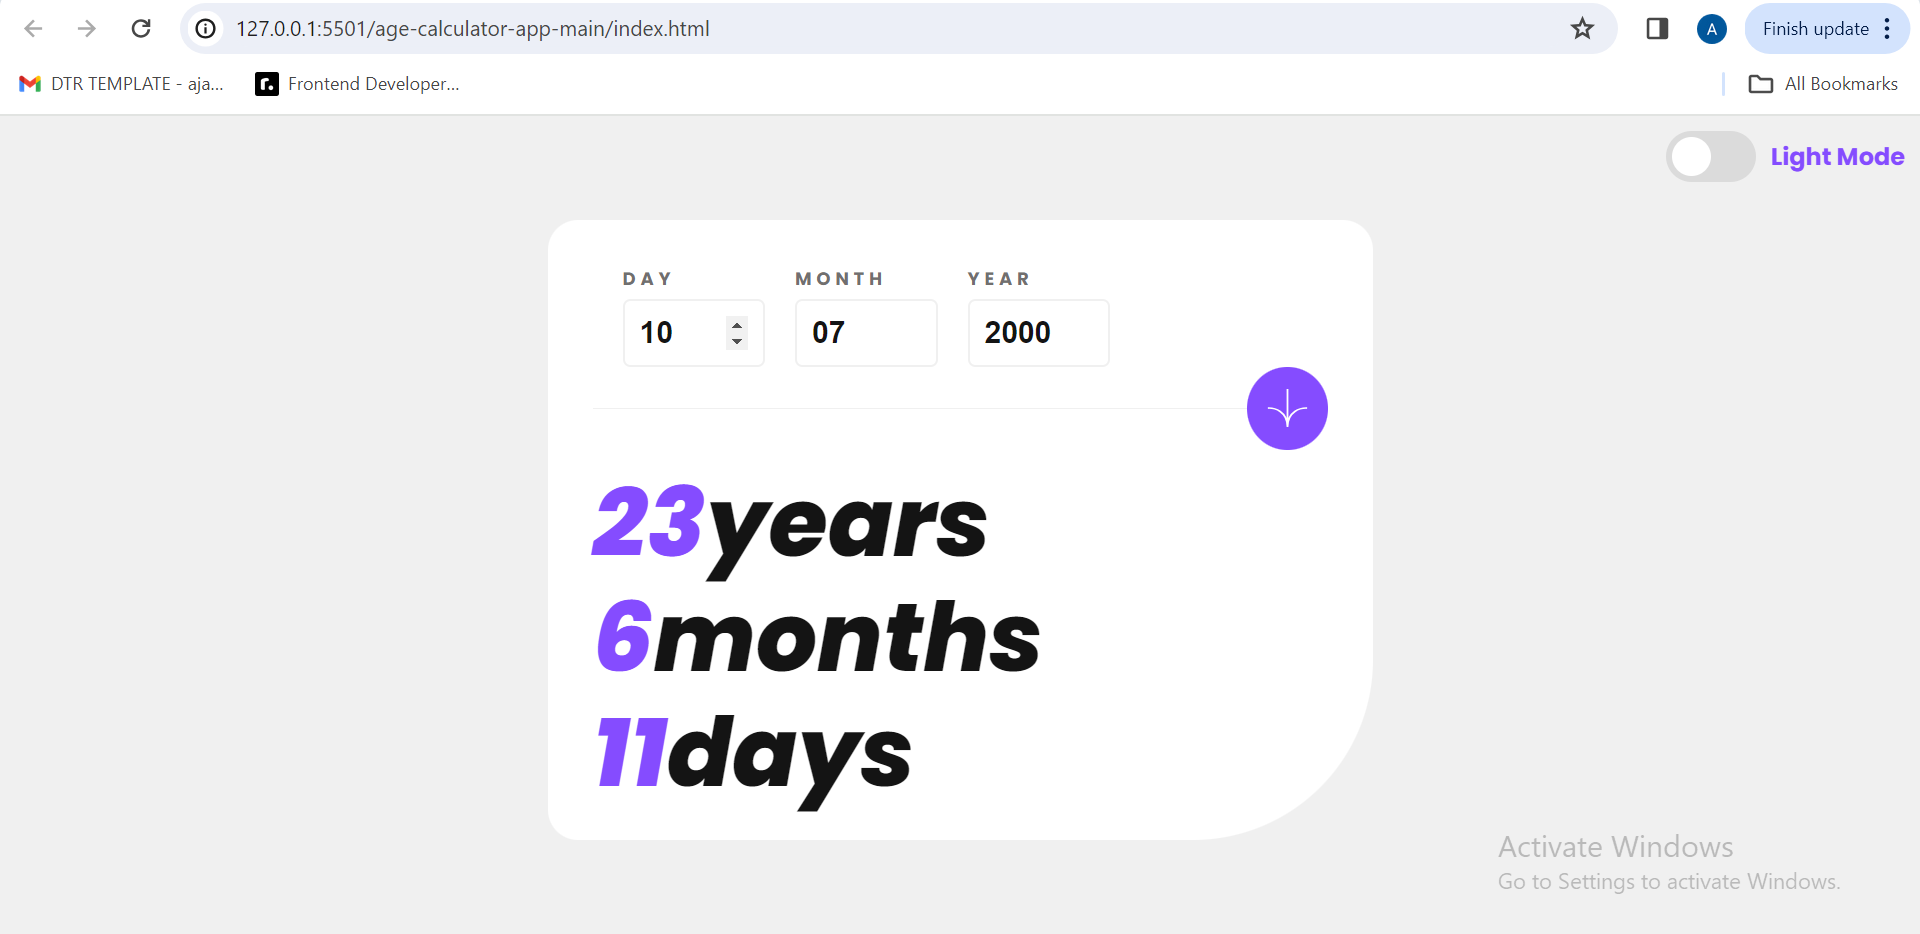 127.0.0.1:5501/age-calculator-app-main/index.html
A
Finish update
DTR TEMPLATE - aja...
r.
Frontend Developer...
All Bookmarks
Light Mode
DAY MONTH YEAR
10 07 2000
23years
6months
11days
Activate Windows
Go to Settings to activate Windows.